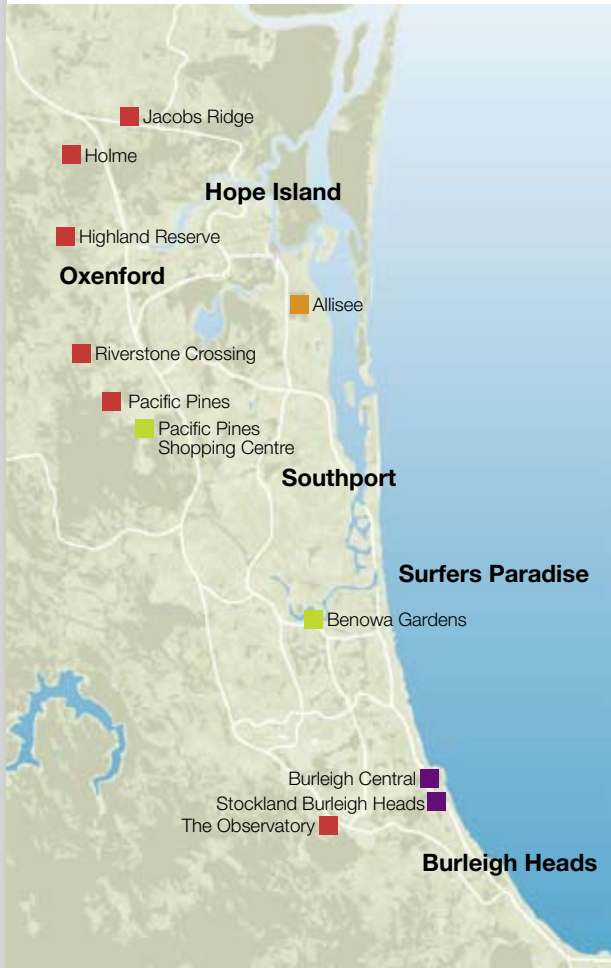 Jacobs Ridge
Holme
Hope Island
Highland Reserve
Oxenford
Allisee
Riverstone Crossing
Pacific Pines
Pacific Pines
Shopping Centre
Southport
Surfers Paradise
Benowa Gardens
Burleigh Central
Stockland Burleigh Heads
The Observatory
Burleigh Heads